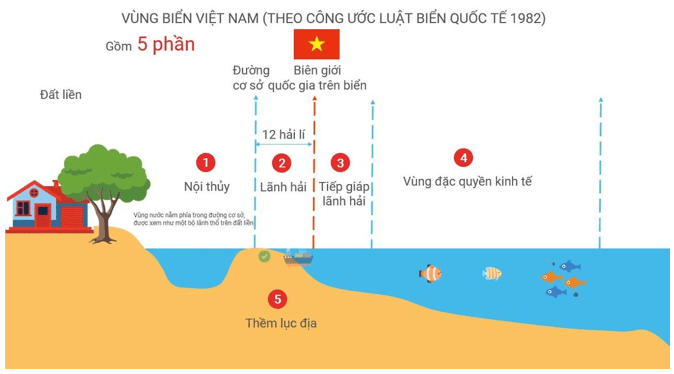 VÙNG BIỂN VIỆT NAM (THEO CÔNG ƯỚC LUẬT BIỂN QUỐC TẾ 1982)
Gồm 5 phần
Đường
cơ sở
Biên giới
quốc gia trên biển
Đất liền
12 hải lí
1
Nội thủy
Vùng nước nằm phía trong đường cơ sở,
được xem như một bộ lãnh thổ trên đất liền
2
Lãnh hải
3
Tiếp giáp
lãnh hải
4
Vùng đặc quyền kinh tế
5
Thềm lục địa